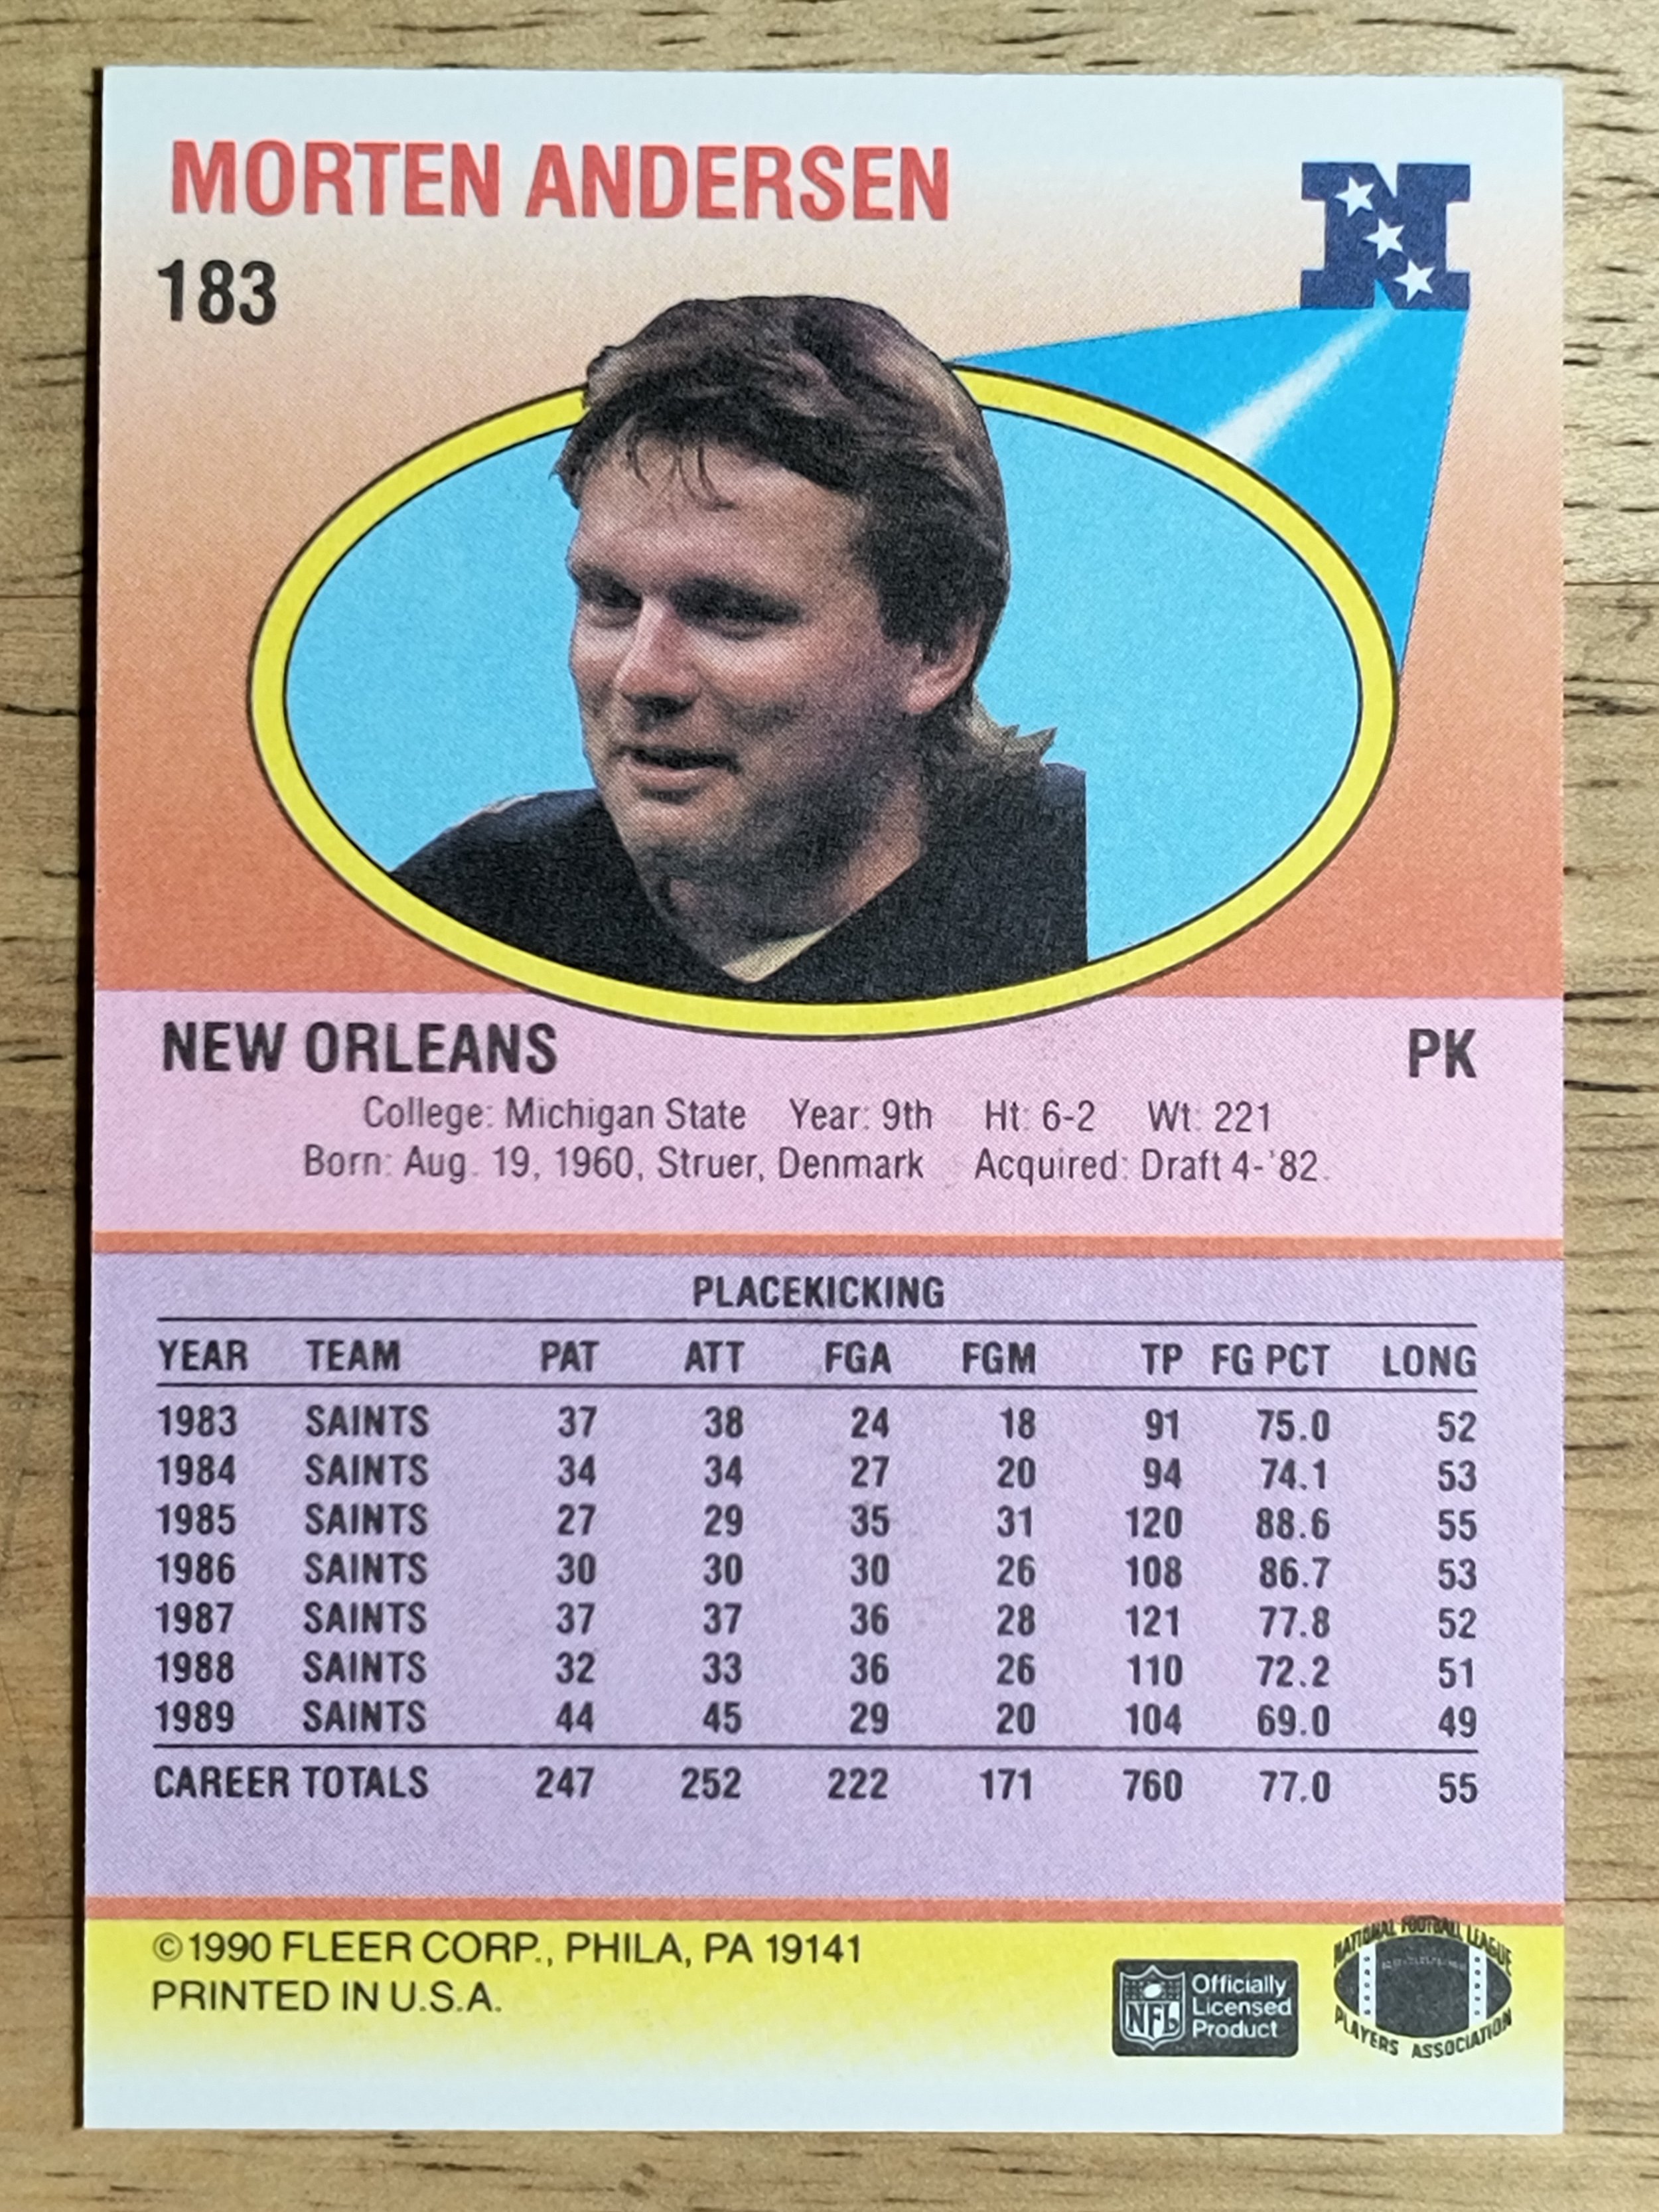 MORTEN ANDERSEN
183
NEW ORLEANS PK
College: Michigan State Year: 9th Ht: 6-2 Wt: 221
Born: Aug. 19, 1960, Struer, Denmark Acquired: Draft 4-'82.
PLACEKICKING
YEAR TEAM PAT ATT FGA FGM TP FG PCT LONG
1983 SAINTS 37 38 24 18 91 75.0 52
1984 SAINTS 34 34 27 20 94 74.1 53
1985 SAINTS 27 29 35 31 120 88.6 55
1986 SAINTS 30 30 30 26 108 86.7 53
1987 SAINTS 37 37 36 28 121 77.8 52
1988 SAINTS 32 33 36 26 110 72.2 51
1989 SAINTS 44 45 29 20 104 69.0 49
CAREER TOTALS 247 252 222 171 760 77.0 55
©1990 FLEER CORP., PHILA, PA 19141
PRINTED IN U.S.A.
NFL
Officially
Licensed
Product
NATIONAL FOOTBALL LEAGUE
PLAYERS ASSOCIATION